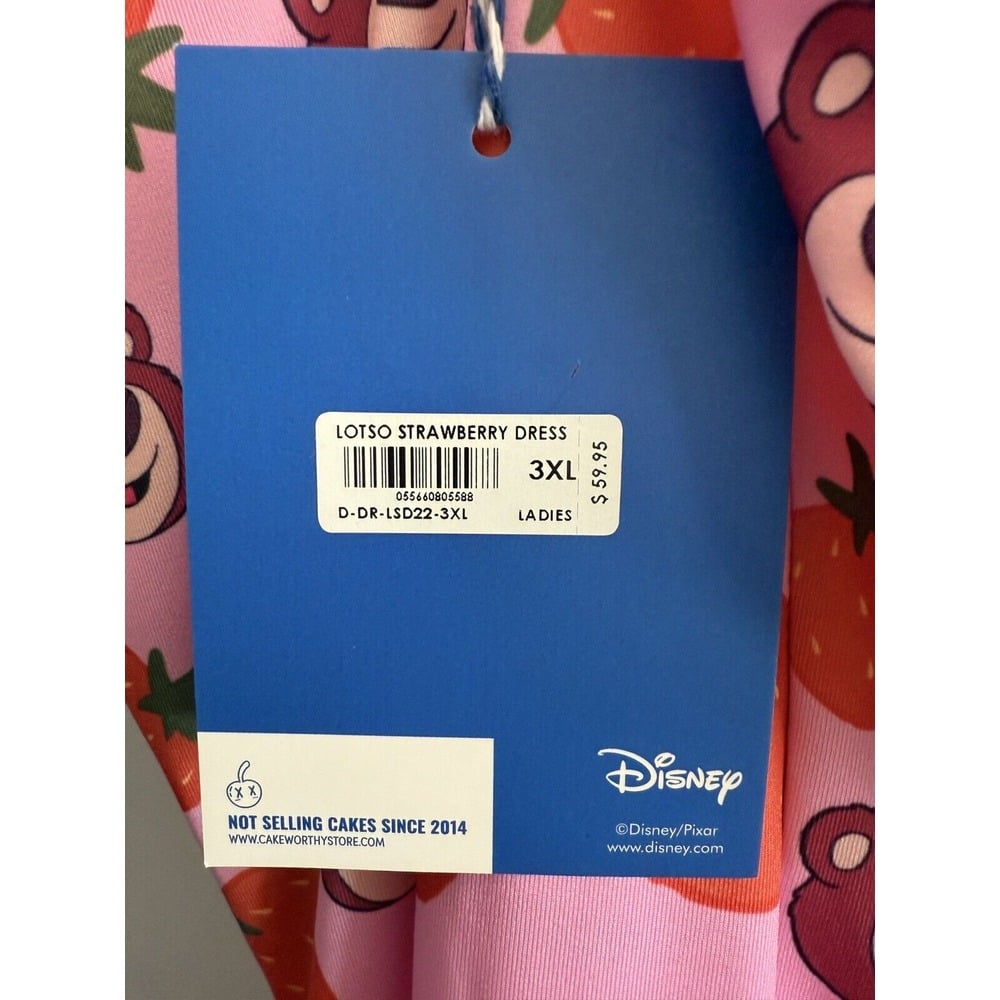 LOTSO STRAWBERRY DRESS
3XL
$ 59.95
055660805588
D-DR-LSD22-3XL
LADIES
NOT SELLING CAKES SINCE 2014
WWW.CAKEWORTHYSTORE.COM
Disney
©Disney/Pixar
www.disney.com